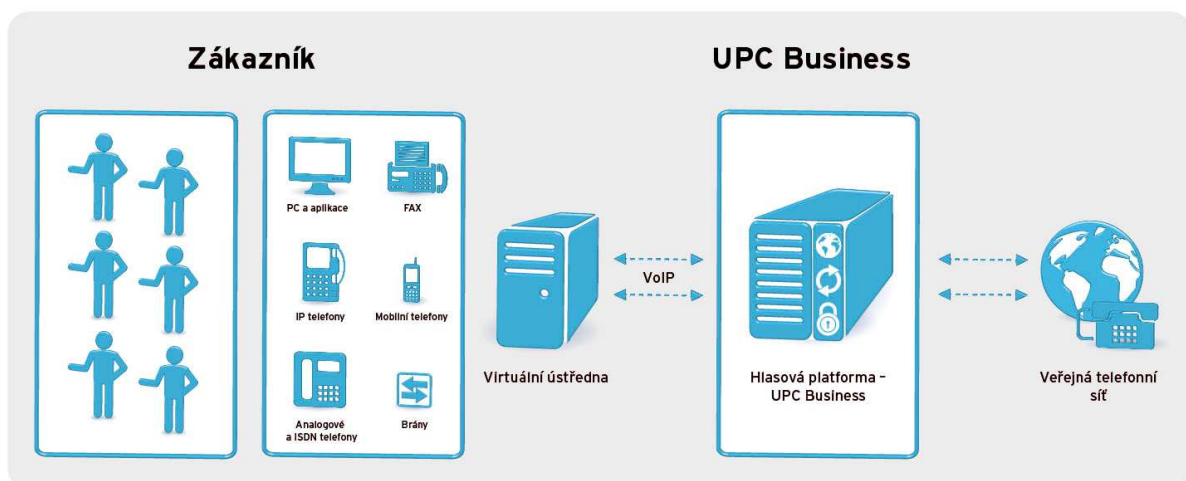 Zákazník
UPC Business
PC a aplikace
FAX
IP telefony
Mobilní telefony
Analogové
a ISDN telefony
Brány
Virtuální ústředna
VoIP
Hlasová platforma –
UPC Business
Veřejná telefonní
síť